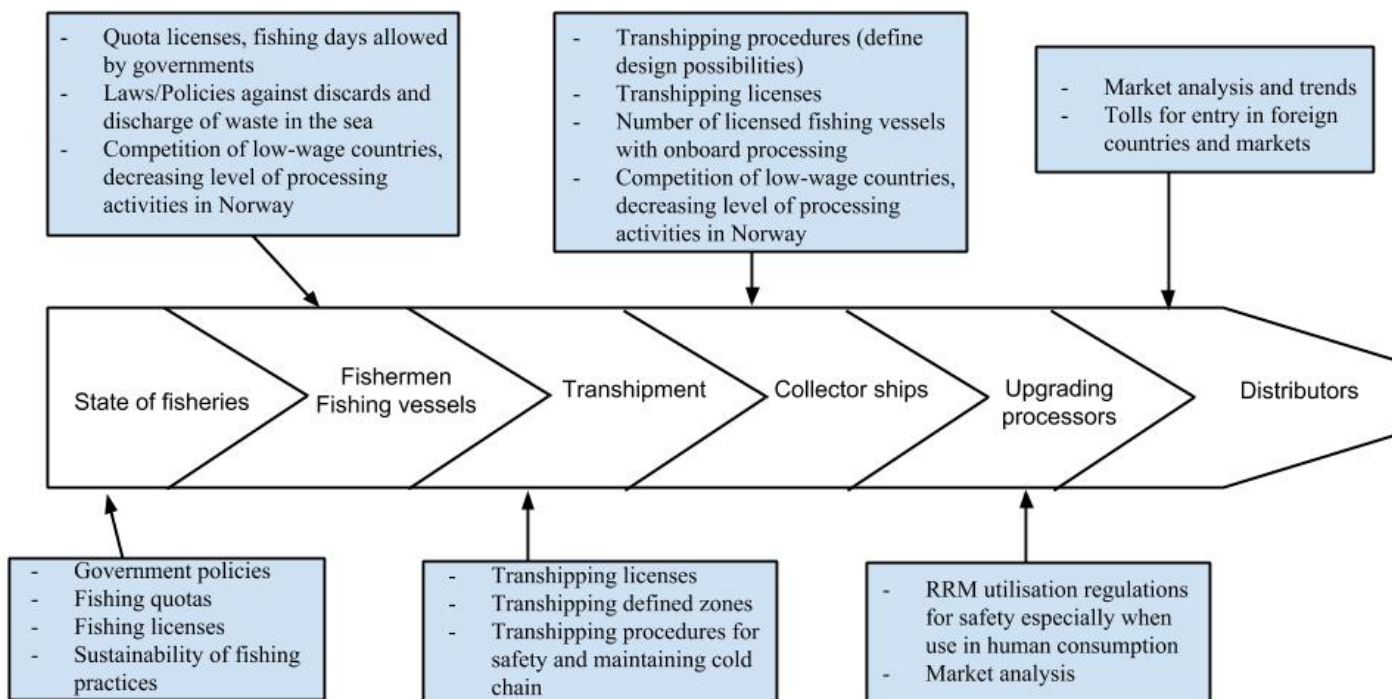 - Quota licenses, fishing days allowed
by governments
- Laws/Policies against discards and
discharge of waste in the sea
- Competition of low-wage countries,
decreasing level of processing
activities in Norway
- Transhipping procedures (define
design possibilities)
- Transhipping licenses
- Number of licensed fishing vessels
with onboard processing
- Competition of low-wage countries,
decreasing level of processing
activities in Norway
- Market analysis and trends
- Tolls for entry in foreign
countries and markets
State of fisheries
Fishermen
Fishing vessels
Transhipment
Collector ships
Upgrading
processors
Distributors
- Government policies
- Fishing quotas
- Fishing licenses
- Sustainability of fishing
practices
- Transhipping licenses
- Transhipping defined zones
- Transhipping procedures for
safety and maintaining cold
chain
- RRM utilisation regulations
for safety especially when
use in human consumption
- Market analysis